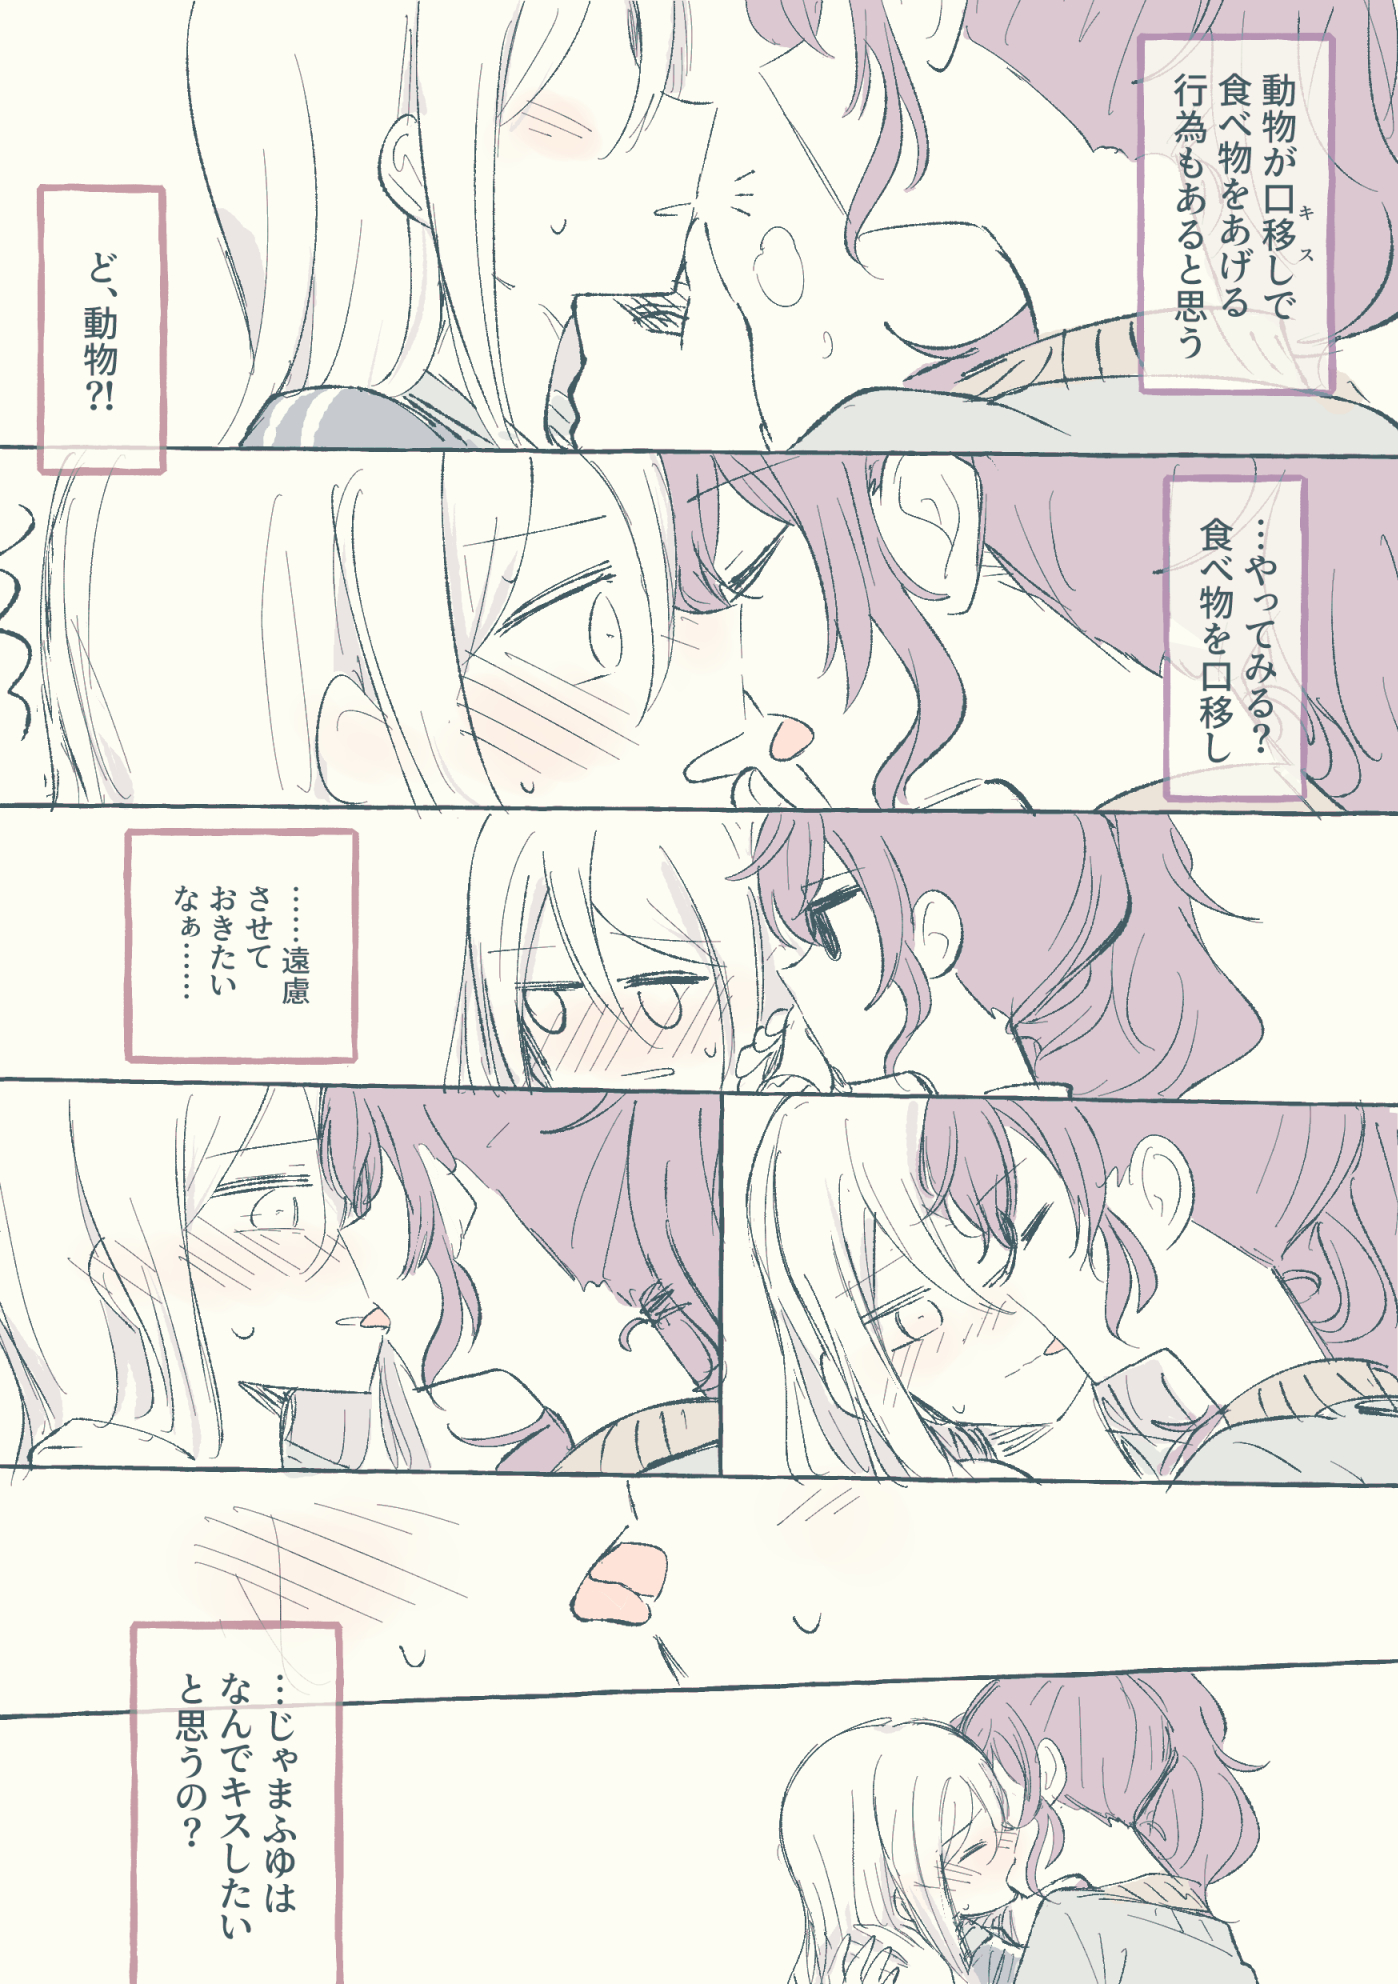 動物が口移しで
キス
食べ物をあげる
行為もあると思う
ど、動物?!
…やってみる?
食べ物を口移し
……遠慮
させて
おきたい
なぁ……
…じゃまふゆは
なんでキスしたい
と思うの?